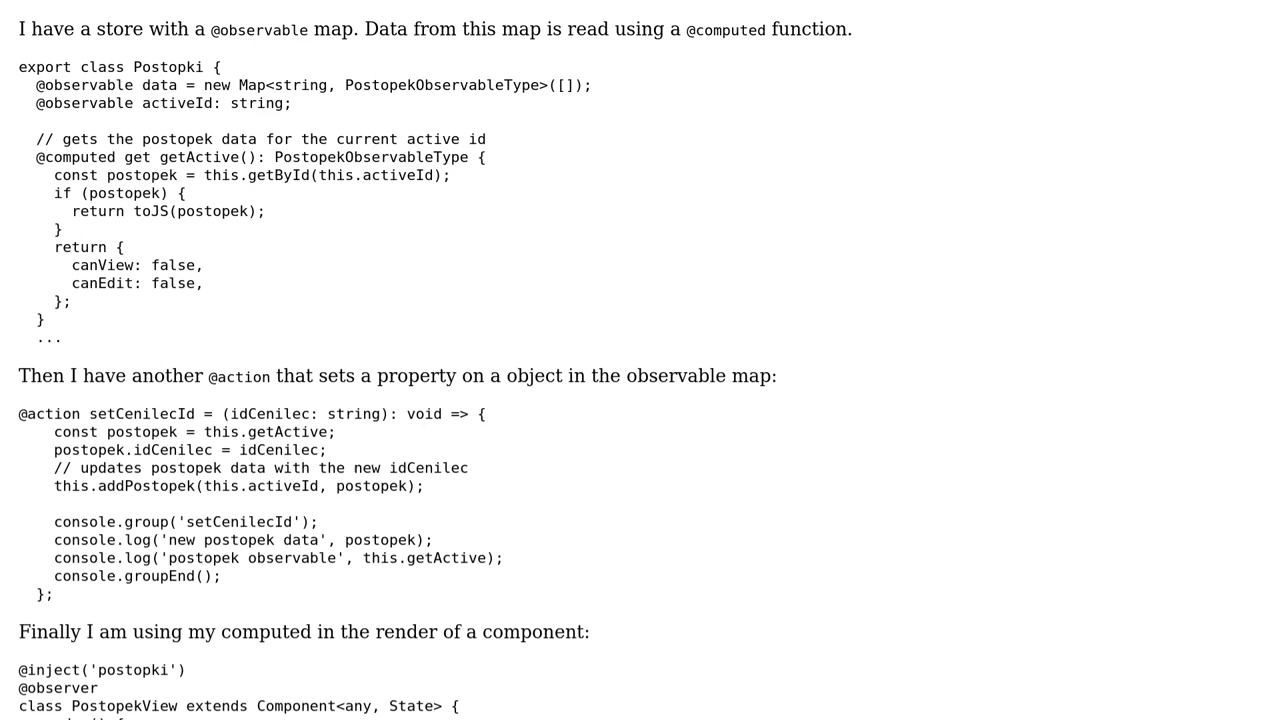 I have a store with a @observable map. Data from this map is read using a @computed function.
export class Postopki {
  @observable data = new Map<string, PostopekObservableType>([]);
  @observable activeId: string;

  // gets the postopek data for the current active id
  @computed get getActive(): PostopekObservableType {
    const postopek = this.getById(this.activeId);
    if (postopek) {
      return toJS(postopek);
    }
    return {
      canView: false,
      canEdit: false,
    };
  }
  ...
Then I have another @action that sets a property on a object in the observable map:
@action setCenilecId = (idCenilec: string): void => {
    const postopek = this.getActive;
    postopek.idCenilec = idCenilec;
    // updates postopek data with the new idCenilec
    this.addPostopek(this.activeId, postopek);

    console.group('setCenilecId');
    console.log('new postopek data', postopek);
    console.log('postopek observable', this.getActive);
    console.groupEnd();
  };
Finally I am using my computed in the render of a component:
@inject('postopki')
@observer
class PostopekView extends Component<any, State> {